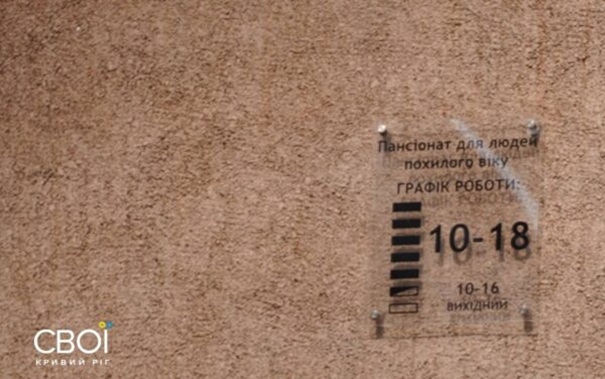 Пансіонат для людей
похилого віку
ГРАФІК РОБОТИ:
10-18
10-16
вихідний
СВОЇ
КРИВИЙ РІГ